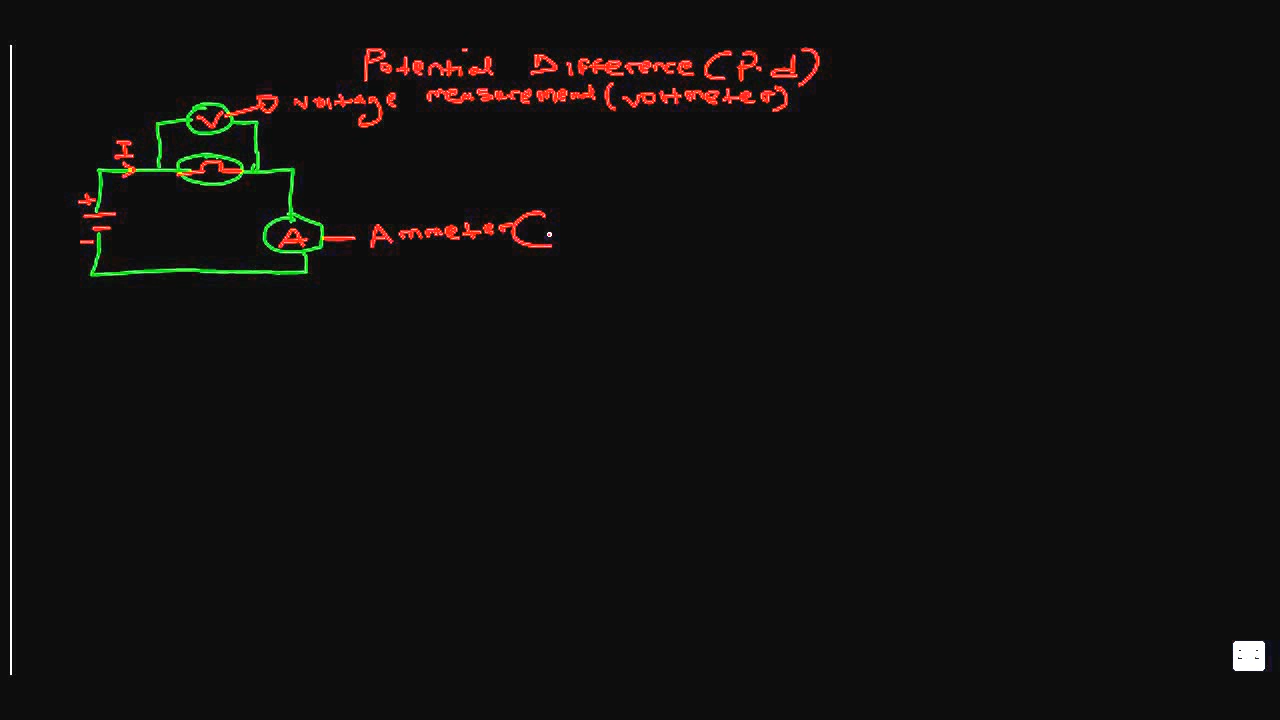 Potential Difference (P.d)
voltage measurement (voltmeter)
V
I
+
A
Ammeter (
-